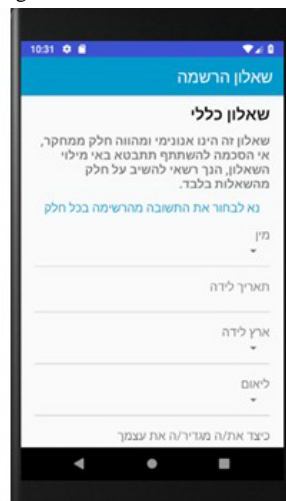 10:31
שאלון הרשמה
שאלון כללי
שאלון זה הינו אנונימי ומהווה חלק ממחקר,
אי הסכמה להשתתף תתבטא באי מילוי
השאלון, הנך רשאי להשיב על חלק
מהשאלות בלבד.
נא לבחור את התשובה מהרשימה בכל חלק
מין
תאריך לידה
ארץ לידה
ליאום
כיצד את/ה מגדיר/ה את עצמך